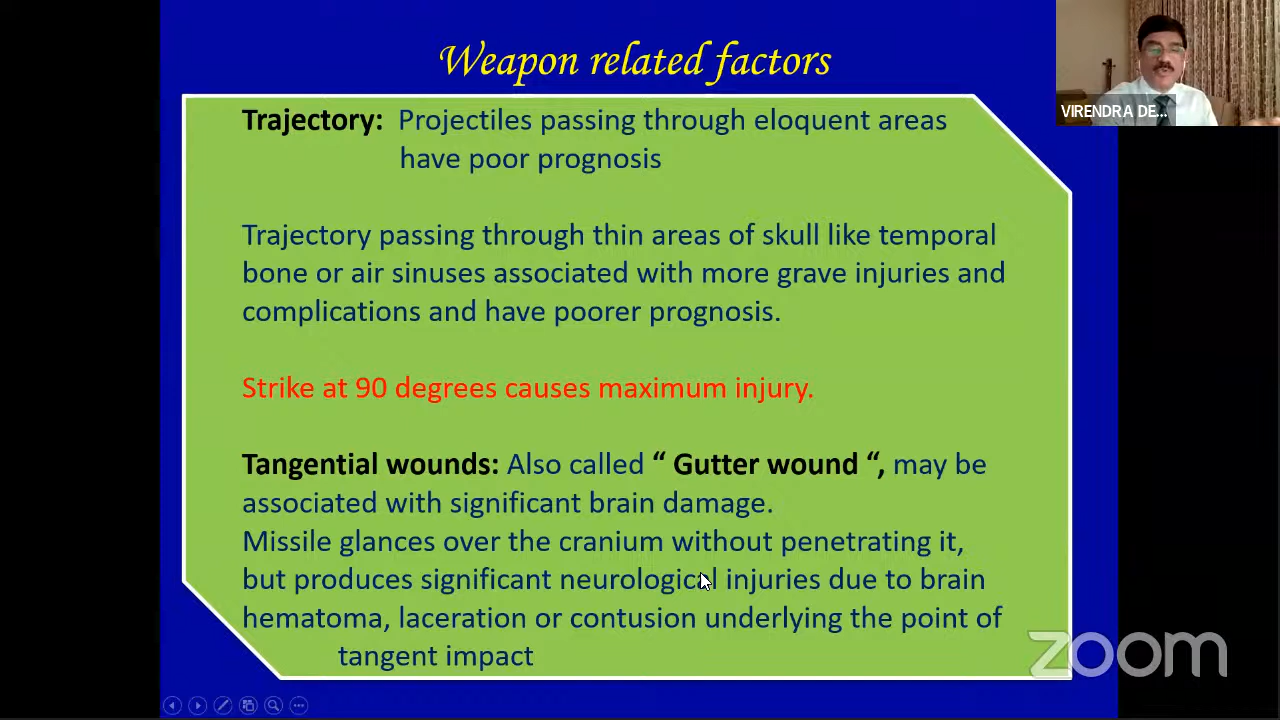 Weapon related factors
VIRENDRA DE...
Trajectory: Projectiles passing through eloquent areas
have poor prognosis
Trajectory passing through thin areas of skull like temporal
bone or air sinuses associated with more grave injuries and
complications and have poorer prognosis.
Strike at 90 degrees causes maximum injury.
Tangential wounds: Also called “ Gutter wound “, may be
associated with significant brain damage.
Missile glances over the cranium without penetrating it,
but produces significant neurological injuries due to brain
hematoma, laceration or contusion underlying the point of
tangent impact
zoom